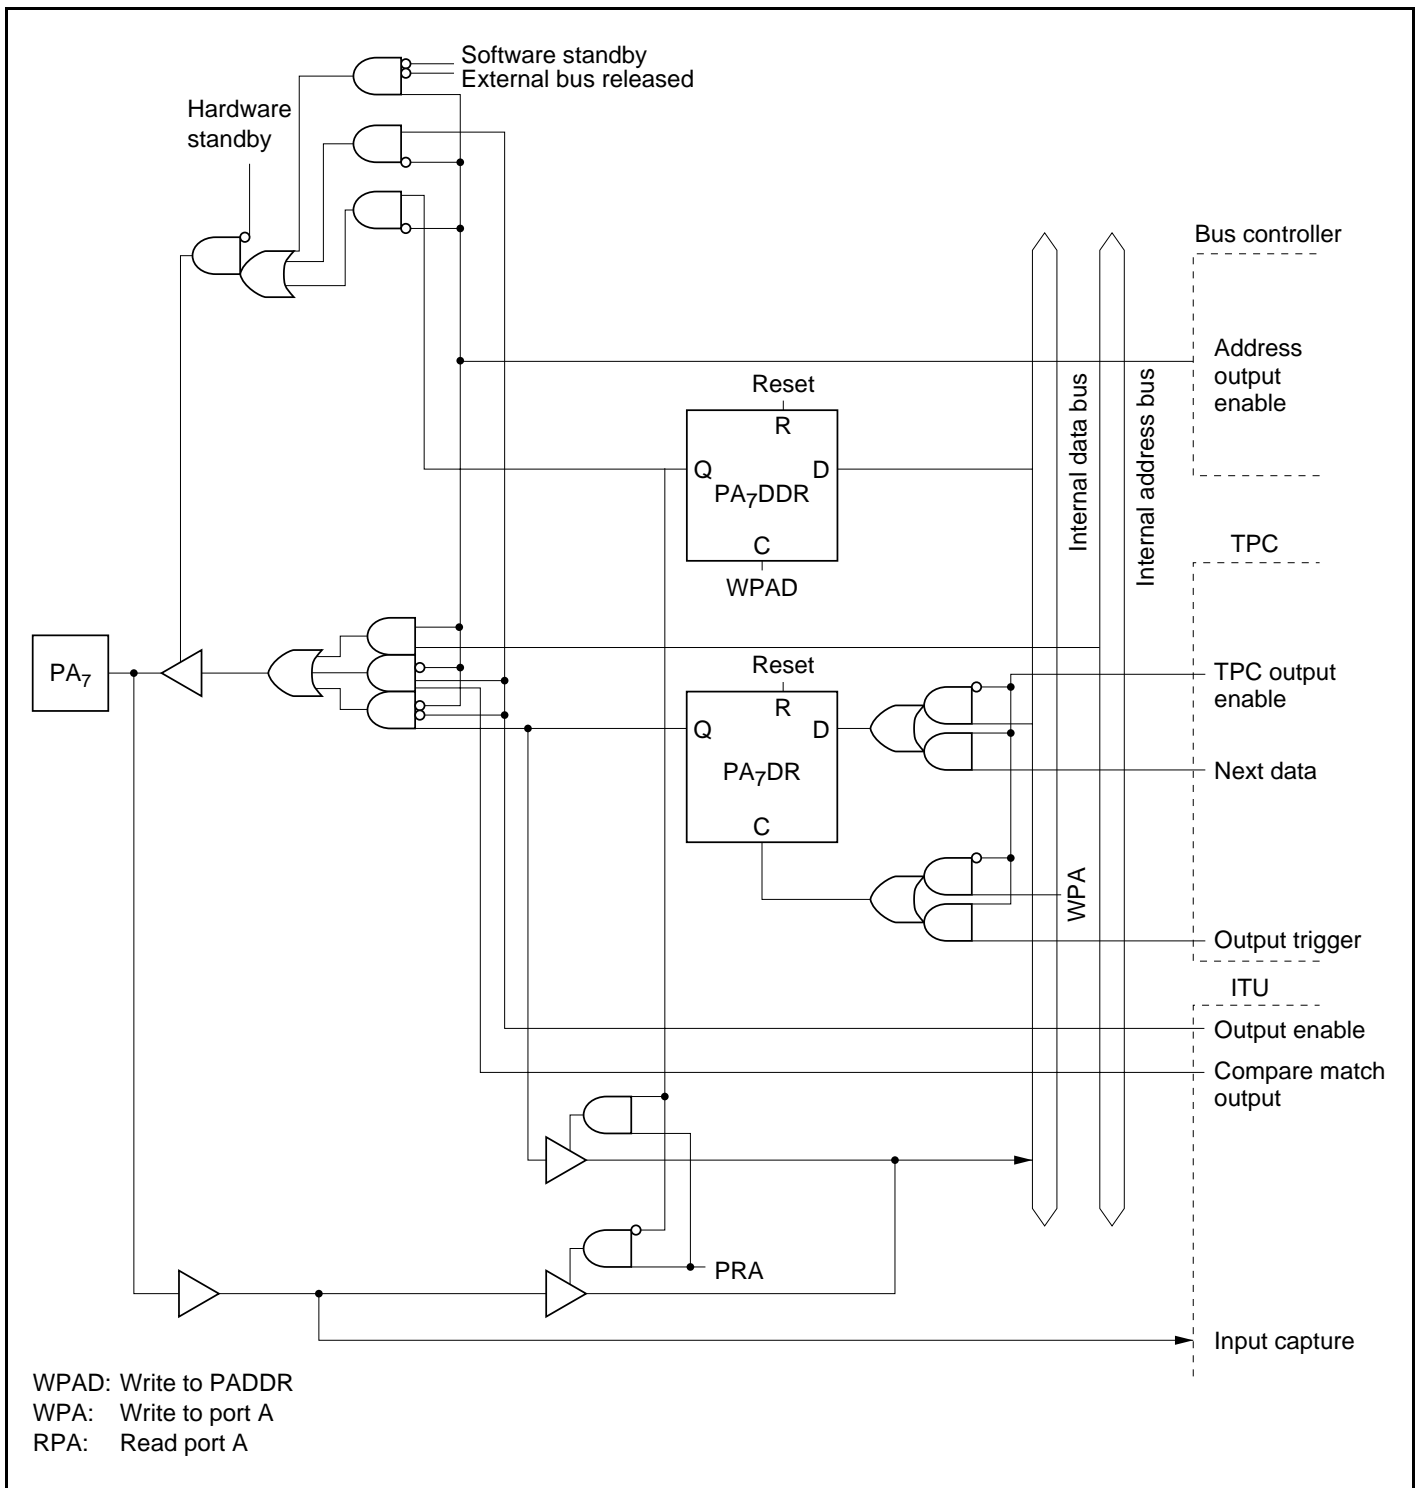 Software standby
External bus released
Hardware
standby
Bus controller
Address
output
enable
Internal data bus
Internal address bus
Reset
R
Q
D
PA7DDR
C
WPAD
TPC
PA7
Reset
R
Q
D
PA7DR
C
TPC output
enable
Next data
WPA
Output trigger
ITU
Output enable
Compare match
output
PRA
Input capture
WPAD: Write to PADDR
WPA: Write to port A
RPA: Read port A